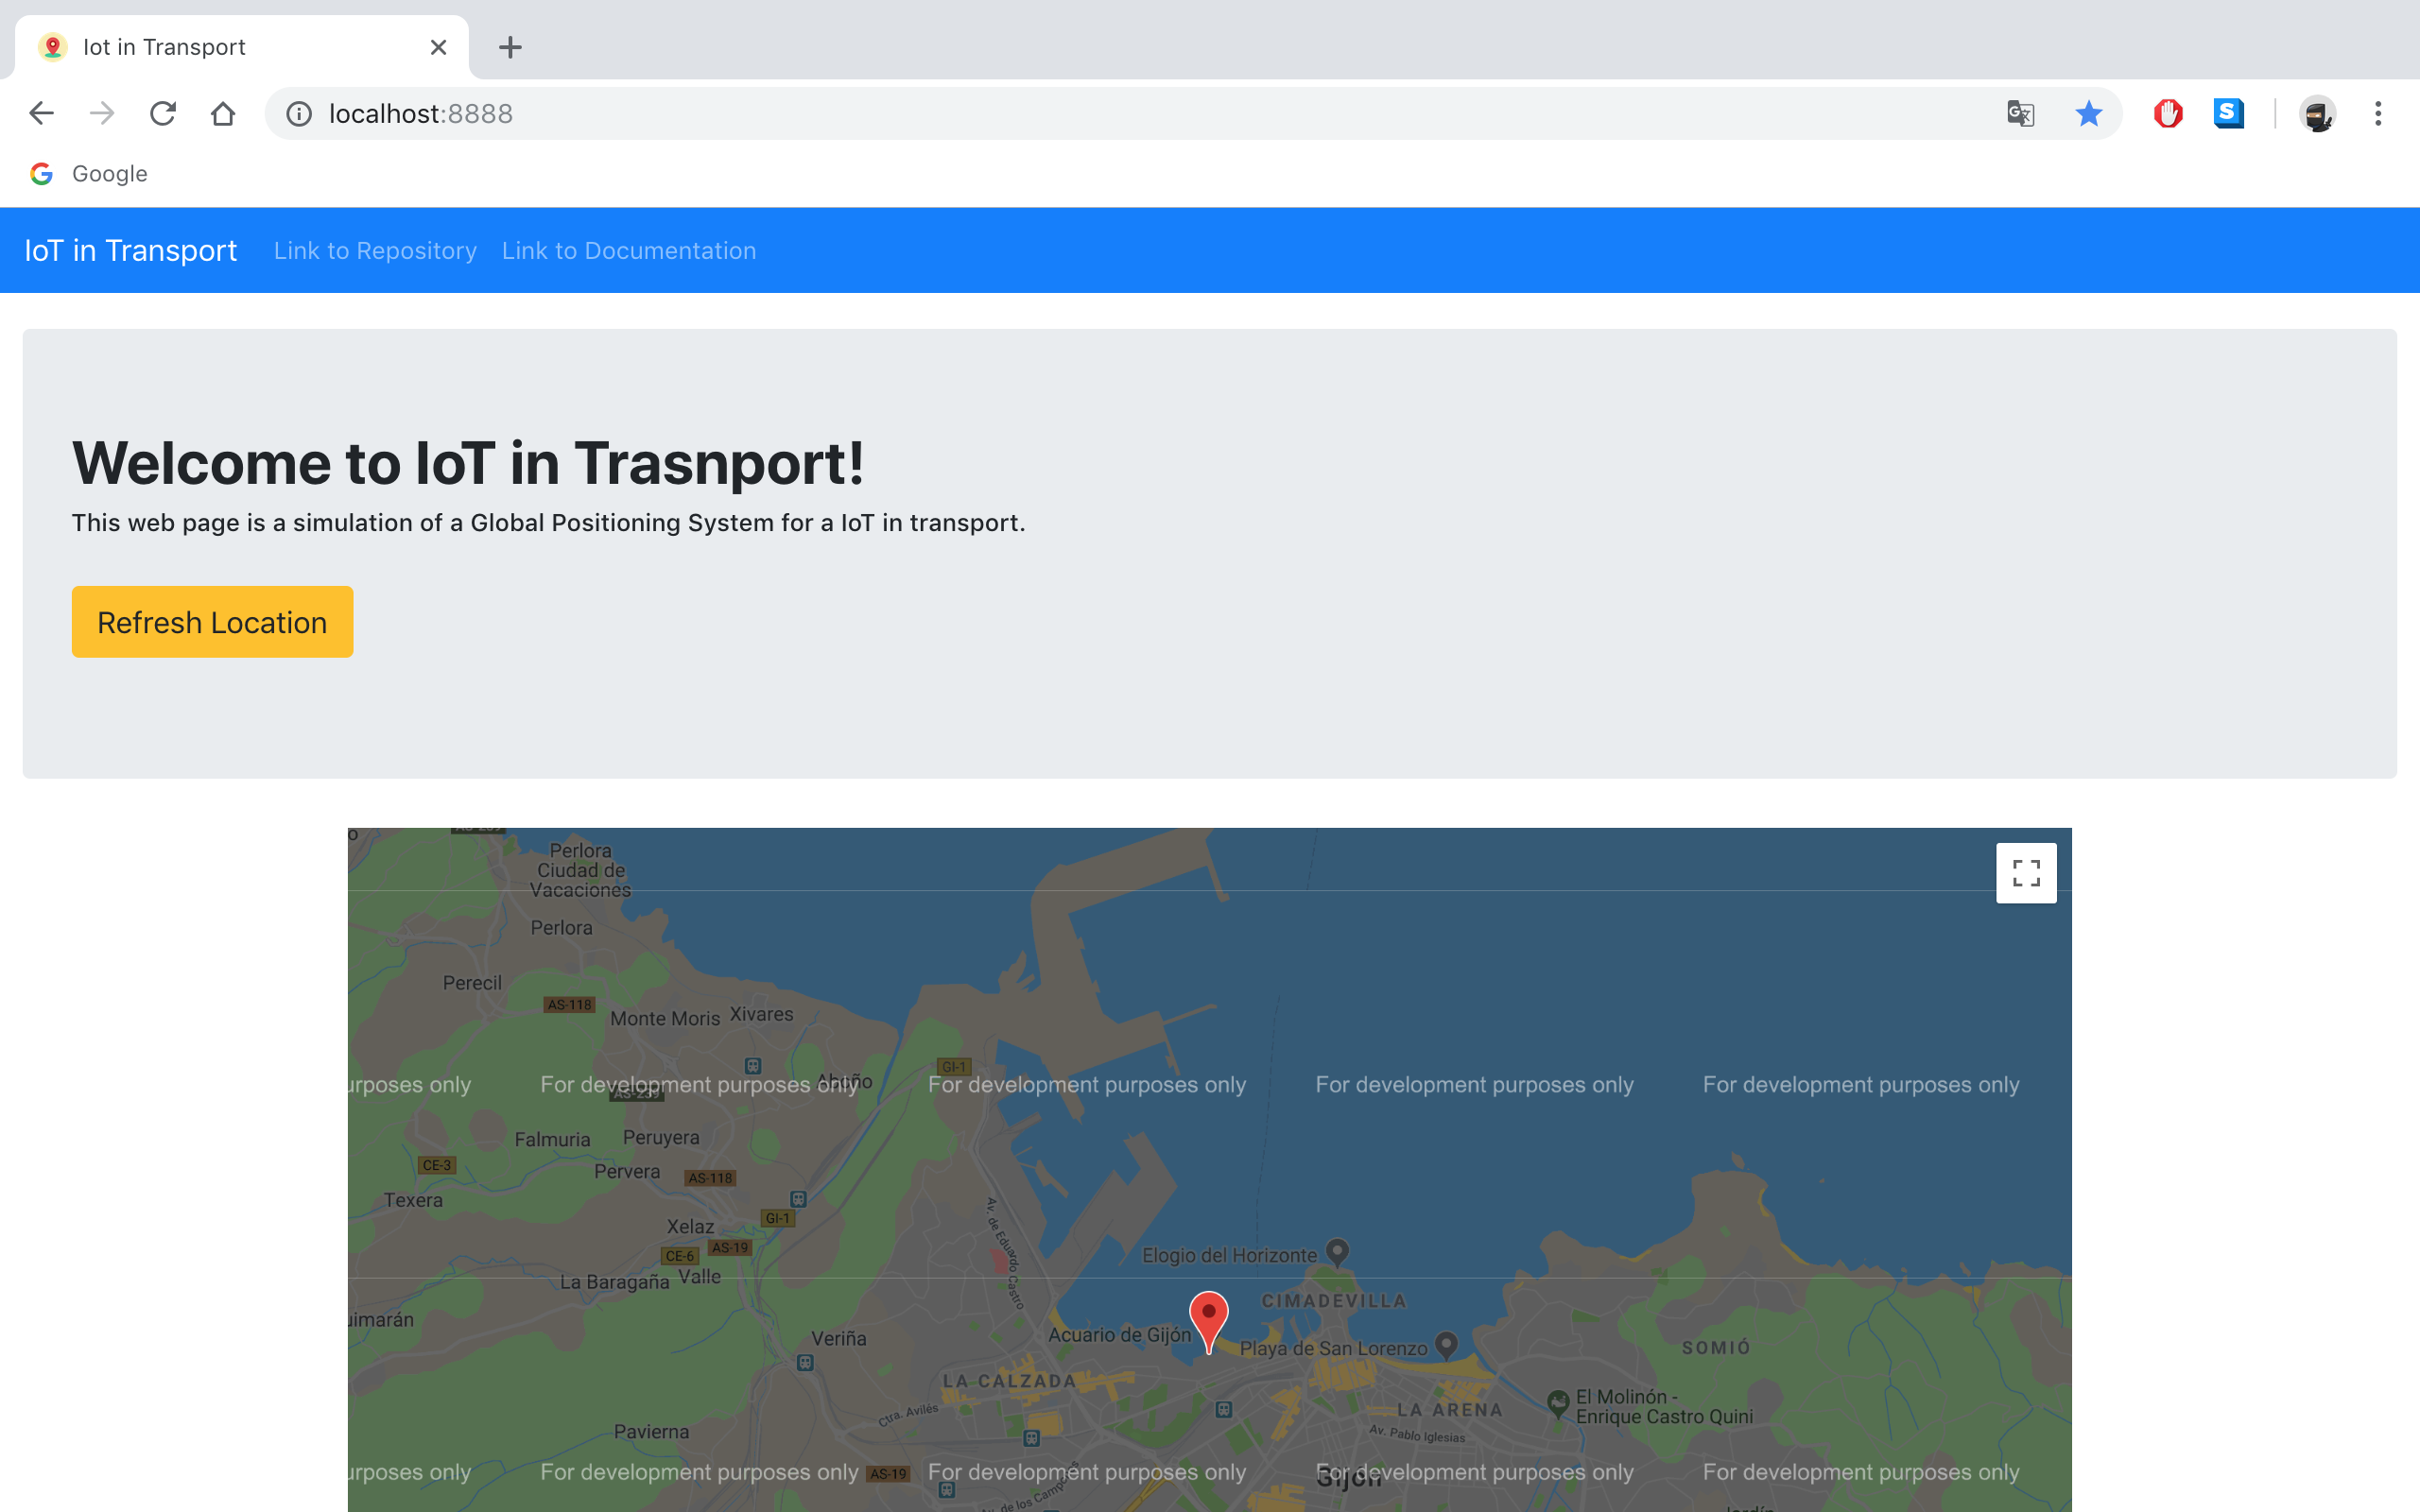 Iot in Transport
localhost:8888
Google
IoT in Transport Link to Repository Link to Documentation
Welcome to IoT in Trasnport!
This web page is a simulation of a Global Positioning System for a IoT in transport.
Refresh Location
Perlora
Ciudad de
Vacaciones
Perlora
Perecil
AS-118
Monte Moris
Xivares
GI-1
Aboño
urposes only
For development purposes only
For development purposes only
For development purposes only
For development purposes only
AS-239
Falmuria
Peruyera
CE-3
Pervera
AS-118
Texera
GI-1
Xelaz
AS-19
CE-6
Av. de Eduardo Castro
Elogio del Horizonte
La Baragaña
Valle
CIMADEVILLA
uimarán
Veriña
Acuario de Gijón
Playa de San Lorenzo
SOMIÓ
LA CALZADA
El Molinón -
Enrique Castro Quini
Ctra. Avilés
LA ARENA
Pavierna
Av. Pablo Iglesias
urposes only
For development purposes only
AS-19
For development purposes only
Gijón
For development purposes only
For development purposes only